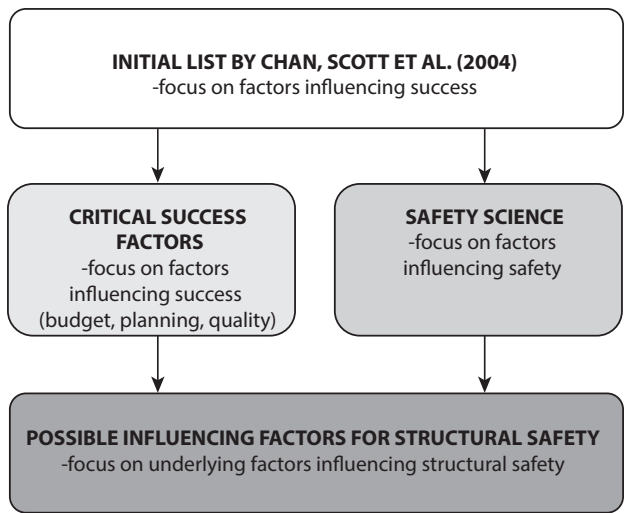 INITIAL LIST BY CHAN, SCOTT ET AL. (2004)
-focus on factors influencing success
CRITICAL SUCCESS
FACTORS
-focus on factors
influencing success
(budget, planning, quality)
SAFETY SCIENCE
-focus on factors
influencing safety
POSSIBLE INFLUENCING FACTORS FOR STRUCTURAL SAFETY
-focus on underlying factors influencing structural safety